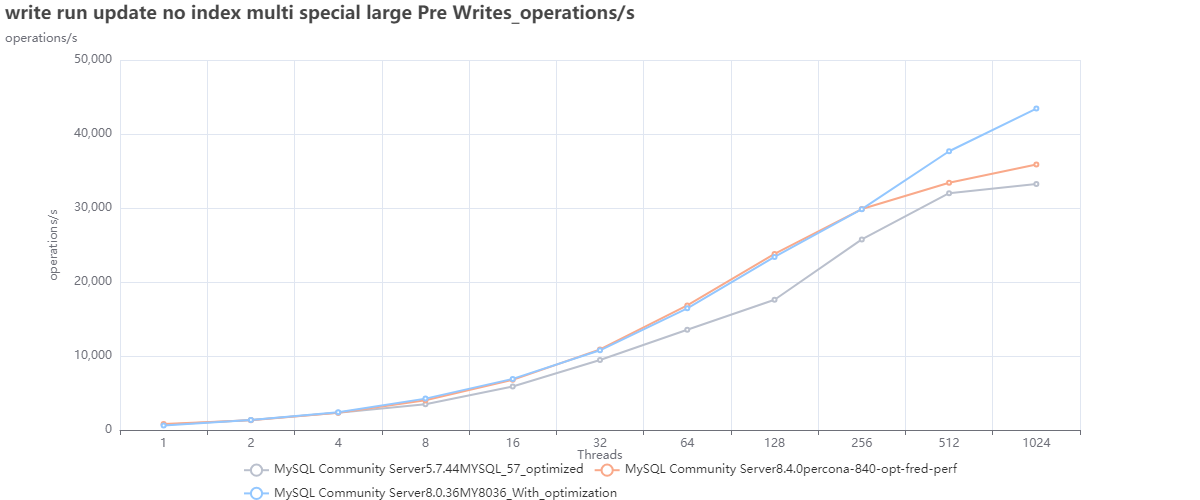 write run update no index multi special large Pre Writes_operations/s
operations/s
50,000
40,000
30,000
20,000
10,000
0
operations/s
1 2 4 8 16 32 64 128 256 512 1024
Threads
MySQL Community Server5.7.44MYSQL_57_optimized MySQL Community Server8.4.0percona-840-opt-fred-perf
MySQL Community Server8.0.36MY8036_With_optimization